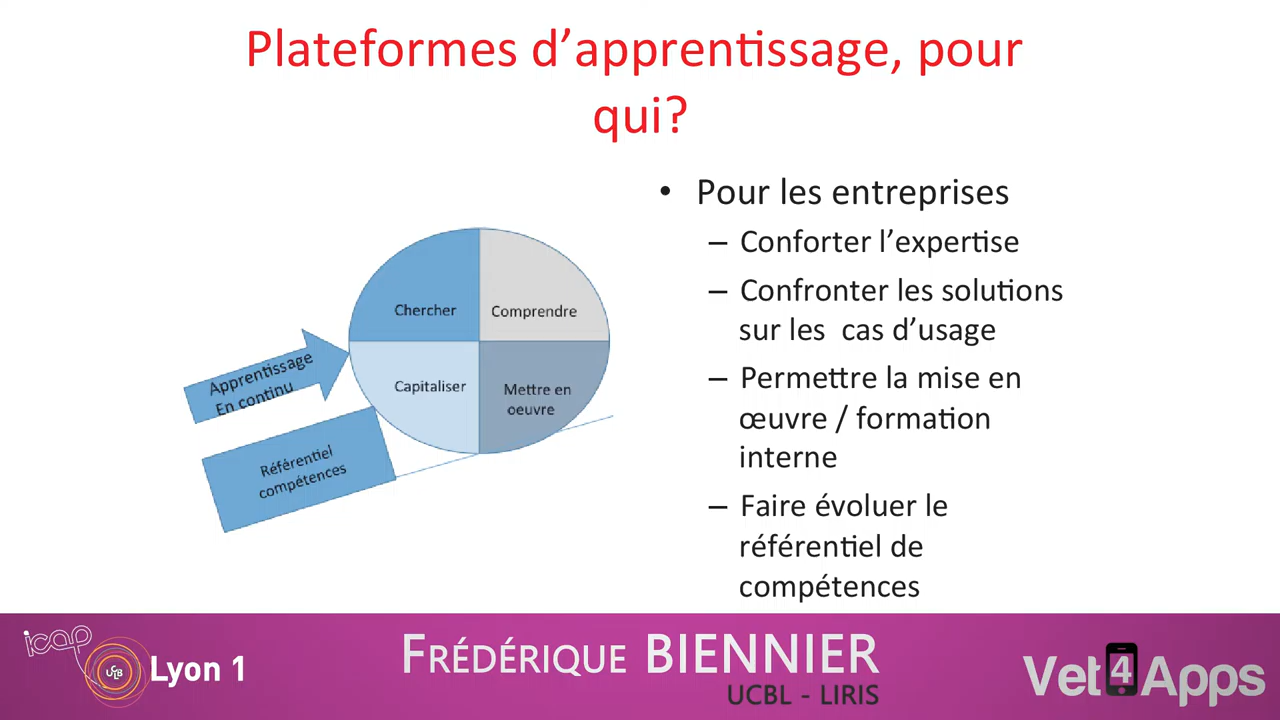 Plateformes d'apprentissage, pour
qui?
• Pour les entreprises
– Conforter l'expertise
– Confronter les solutions
sur les cas d'usage
– Permettre la mise en
œuvre / formation
interne
– Faire évoluer le
référentiel de
compétences
Chercher
Comprendre
Capitaliser
Mettre en
oeuvre
Apprentissage
En continu
Référentiel
compétences
icap
UCLB
Lyon 1
FRÉDÉRIQUE BIENNIER
UCBL - LIRIS
Vet4Apps